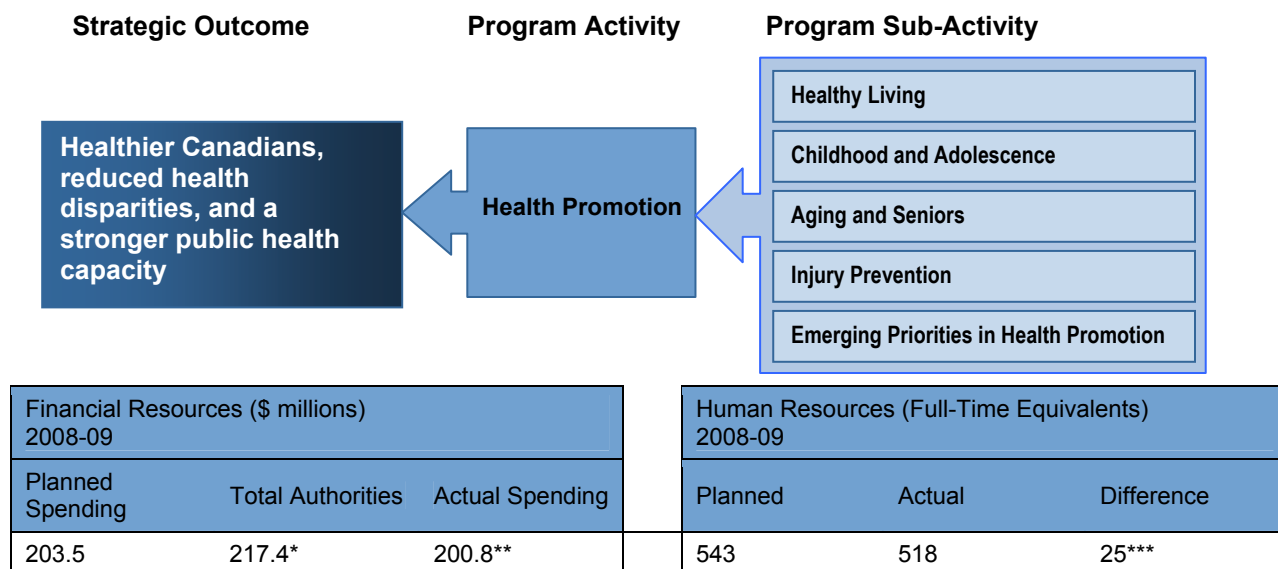 Strategic Outcome Program Activity Program Sub-Activity
Healthier Canadians,
reduced health
disparities, and a
stronger public health
capacity
Health Promotion
Healthy Living
Childhood and Adolescence
Aging and Seniors
Injury Prevention
Emerging Priorities in Health Promotion
Financial Resources ($ millions)
2008-09
Planned
Spending
Total Authorities
Actual Spending
203.5 217.4* 200.8**
Human Resources (Full-Time Equivalents)
2008-09
Planned Actual Difference
543 518 25***